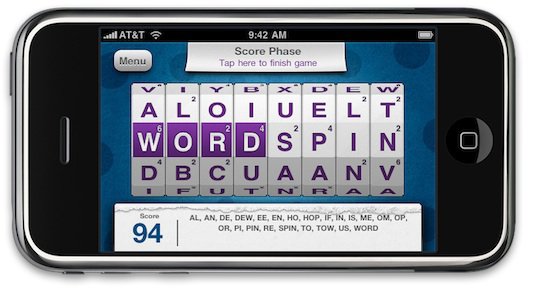 AT&T 9:42 AM
Score Phase
Menu
Tap here to finish game
V I Y B X D E W
A L O I U E L T
W O R D S P I N
D B C U A A N V
I F U T N R A A
Score
94
AL, AN, DE, DEW, EE, EN, HO, HOP, IF, IN, IS, ME, OM, OP,
OR, PI, PIN, RE, SPIN, TO, TOW, US, WORD